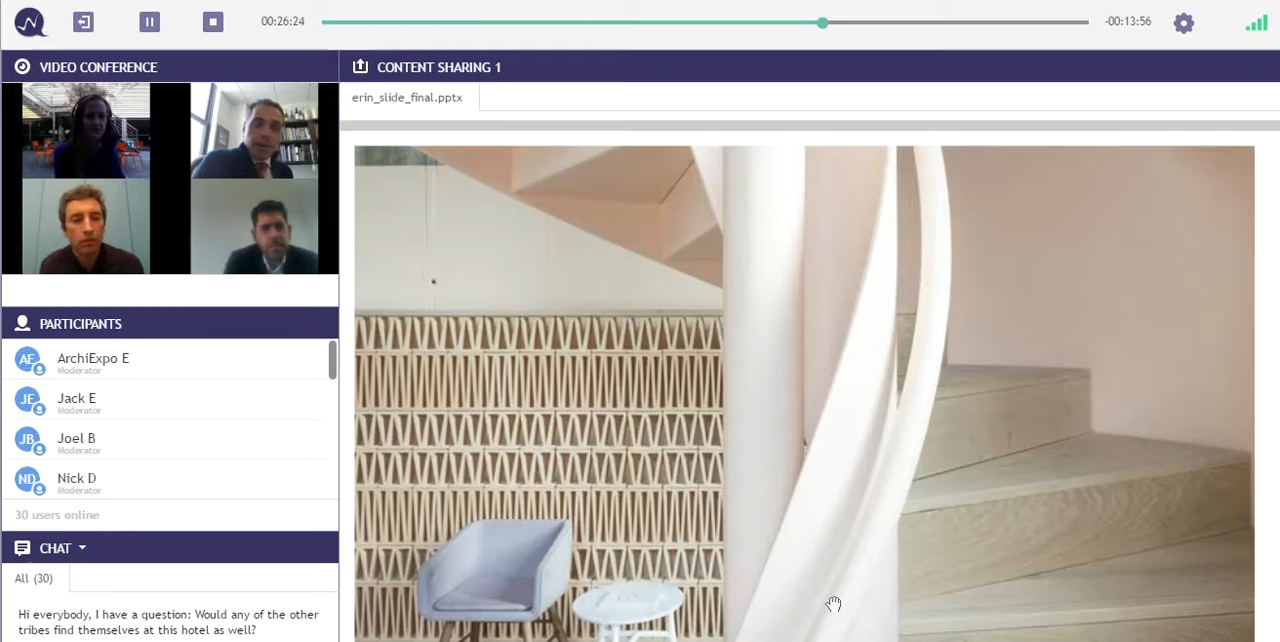 00:26:24
-00:13:56
VIDEO CONFERENCE
CONTENT SHARING 1
erin_slide_final.pptx
PARTICIPANTS
AE
ArchiExpo E
Moderator
JE
Jack E
Moderator
JB
Joel B
Moderator
ND
Nick D
Moderator
30 users online
CHAT
All (30)
Hi everybody, I have a question: Would any of the other
tribes find themselves at this hotel as well?